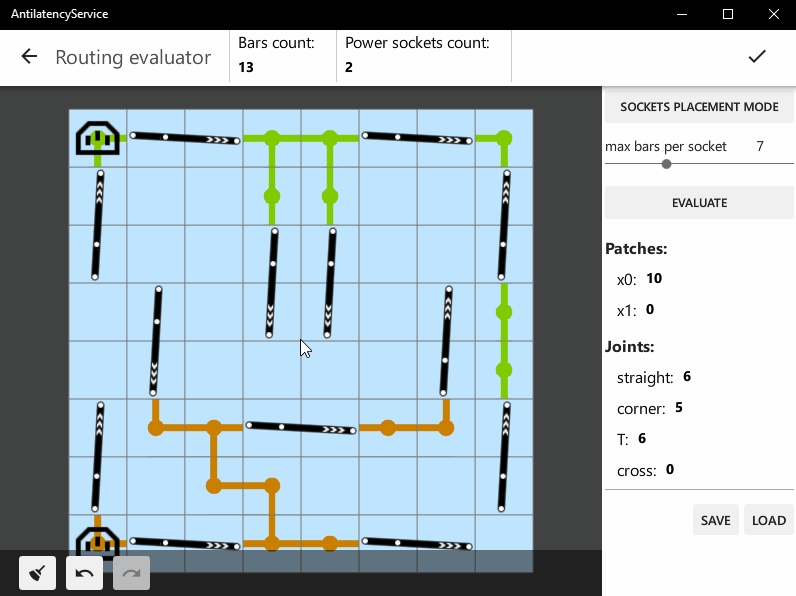 AntilatencyService
Routing evaluator
Bars count:
13
Power sockets count:
2
SOCKETS PLACEMENT MODE
max bars per socket 7
EVALUATE
Patches:
x0: 10
x1: 0
Joints:
straight: 6
corner: 5
T: 6
cross: 0
SAVE LOAD